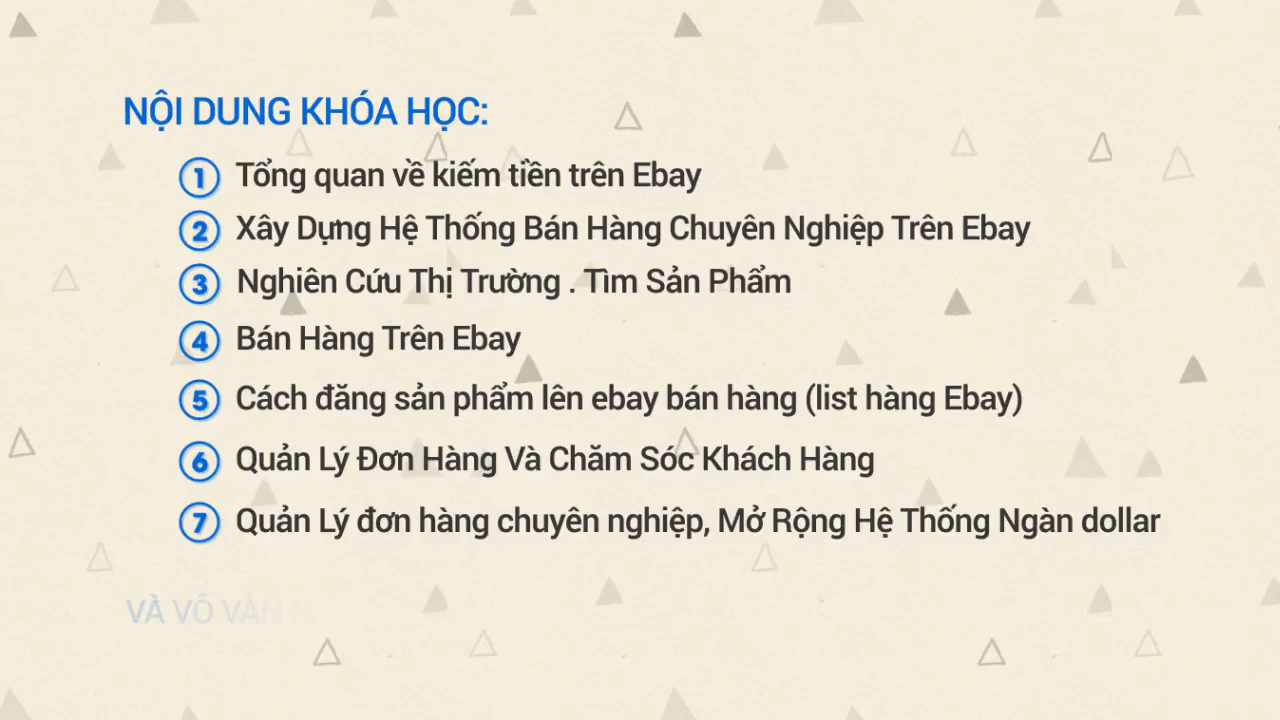 NỘI DUNG KHÓA HỌC:
1 Tổng quan về kiếm tiền trên Ebay
2 Xây Dựng Hệ Thống Bán Hàng Chuyên Nghiệp Trên Ebay
3 Nghiên Cứu Thị Trường . Tìm Sản Phẩm
4 Bán Hàng Trên Ebay
5 Cách đăng sản phẩm lên ebay bán hàng (list hàng Ebay)
6 Quản Lý Đơn Hàng Và Chăm Sóc Khách Hàng
7 Quản Lý đơn hàng chuyên nghiệp, Mở Rộng Hệ Thống Ngàn dollar
VÀ VÔ VÀN